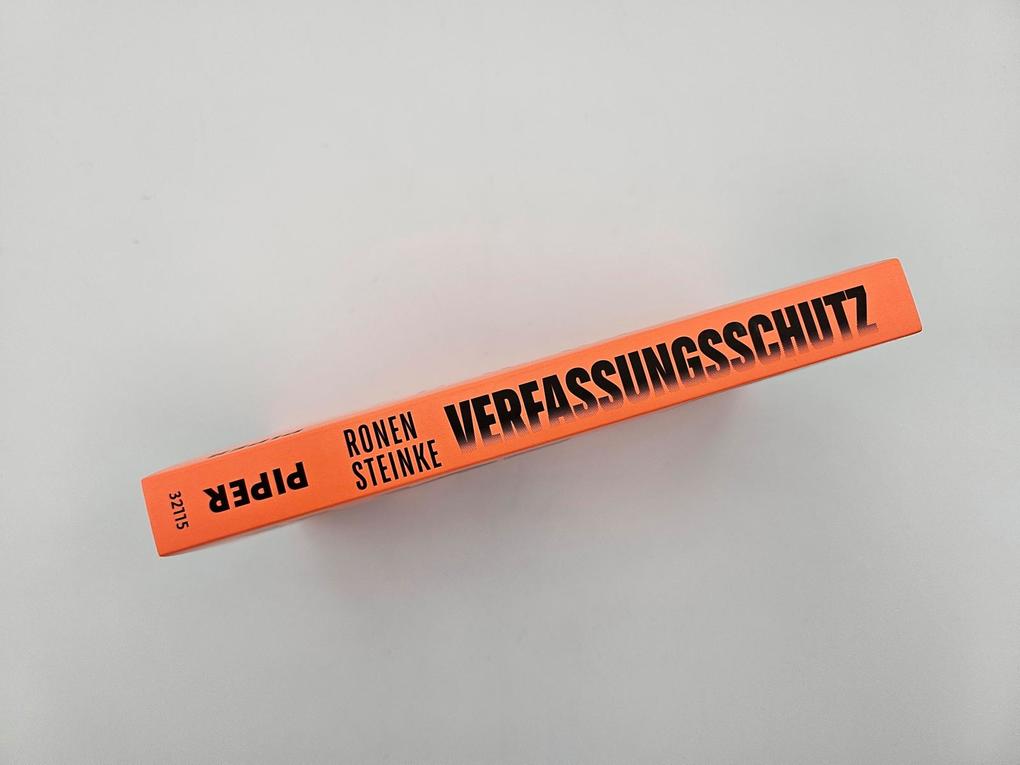 RONEN
STEINKE
VERFASSUNGSSCHUTZ
PIPER
32115